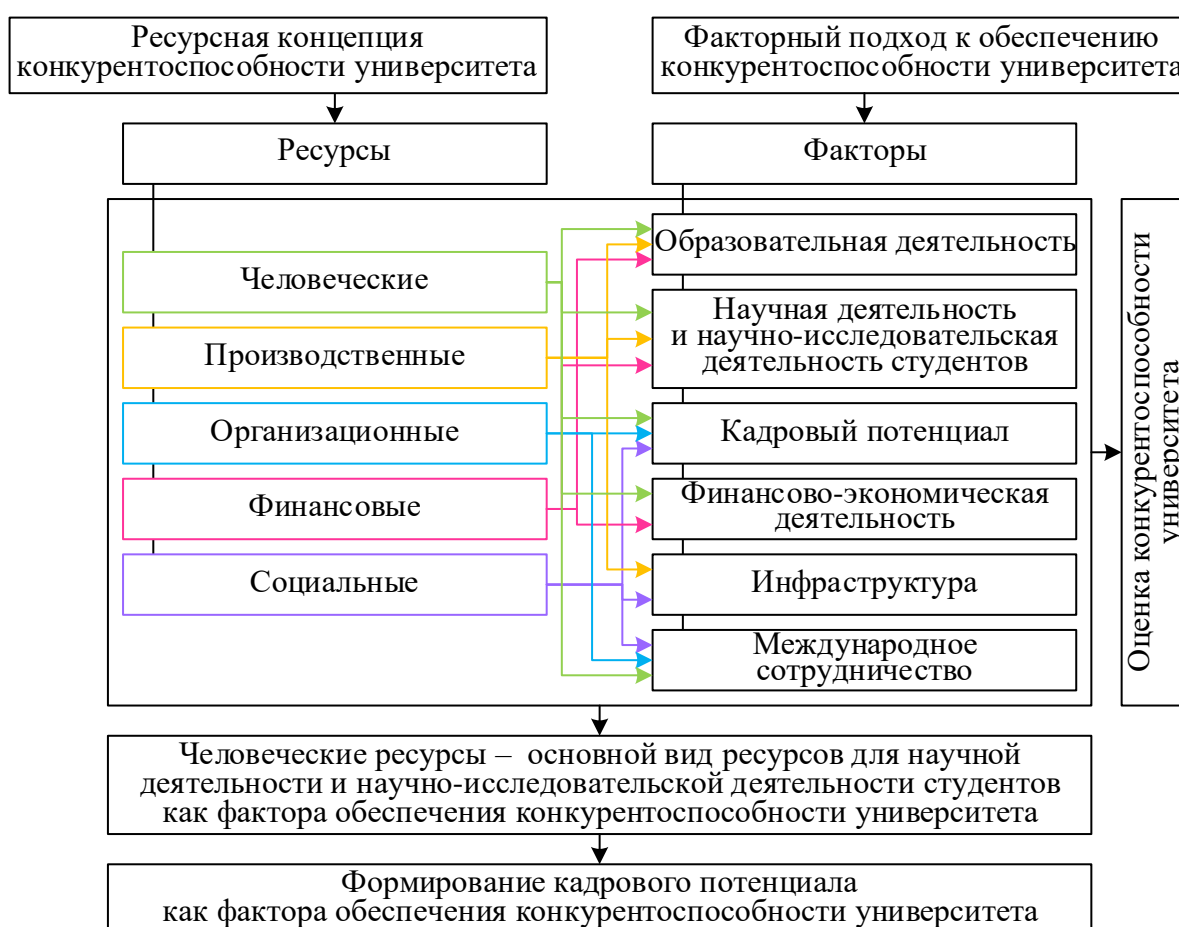 Ресурсная концепция
конкурентоспособности университета
Факторный подход к обеспечению
конкурентоспособности университета
Ресурсы
Факторы
Человеческие
Производственные
Организационные
Финансовые
Социальные
Образовательная деятельность
Научная деятельность
и научно-исследовательская
деятельность студентов
Кадровый потенциал
Финансово-экономическая
деятельность
Инфраструктура
Международное
сотрудничество
Оценка конкурентоспособности
университета
Человеческие ресурсы – основной вид ресурсов для научной
деятельности и научно-исследовательской деятельности студентов
как фактора обеспечения конкурентоспособности университета
Формирование кадрового потенциала
как фактора обеспечения конкурентоспособности университета